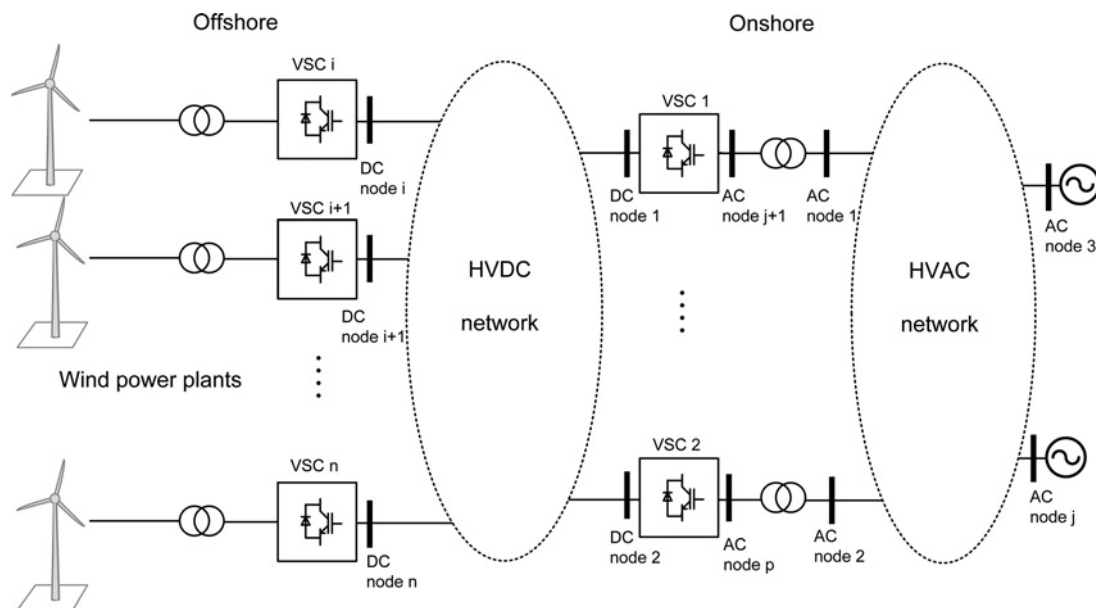 Offshore
Onshore
VSC i
DC
node i
VSC i+1
DC
node i+1
Wind power plants
VSC n
DC
node n
HVDC
network
VSC 1
DC
node 1
AC
node j+1
AC
node 1
VSC 2
DC
node 2
AC
node p
AC
node 2
HVAC
network
AC
node 3
AC
node j